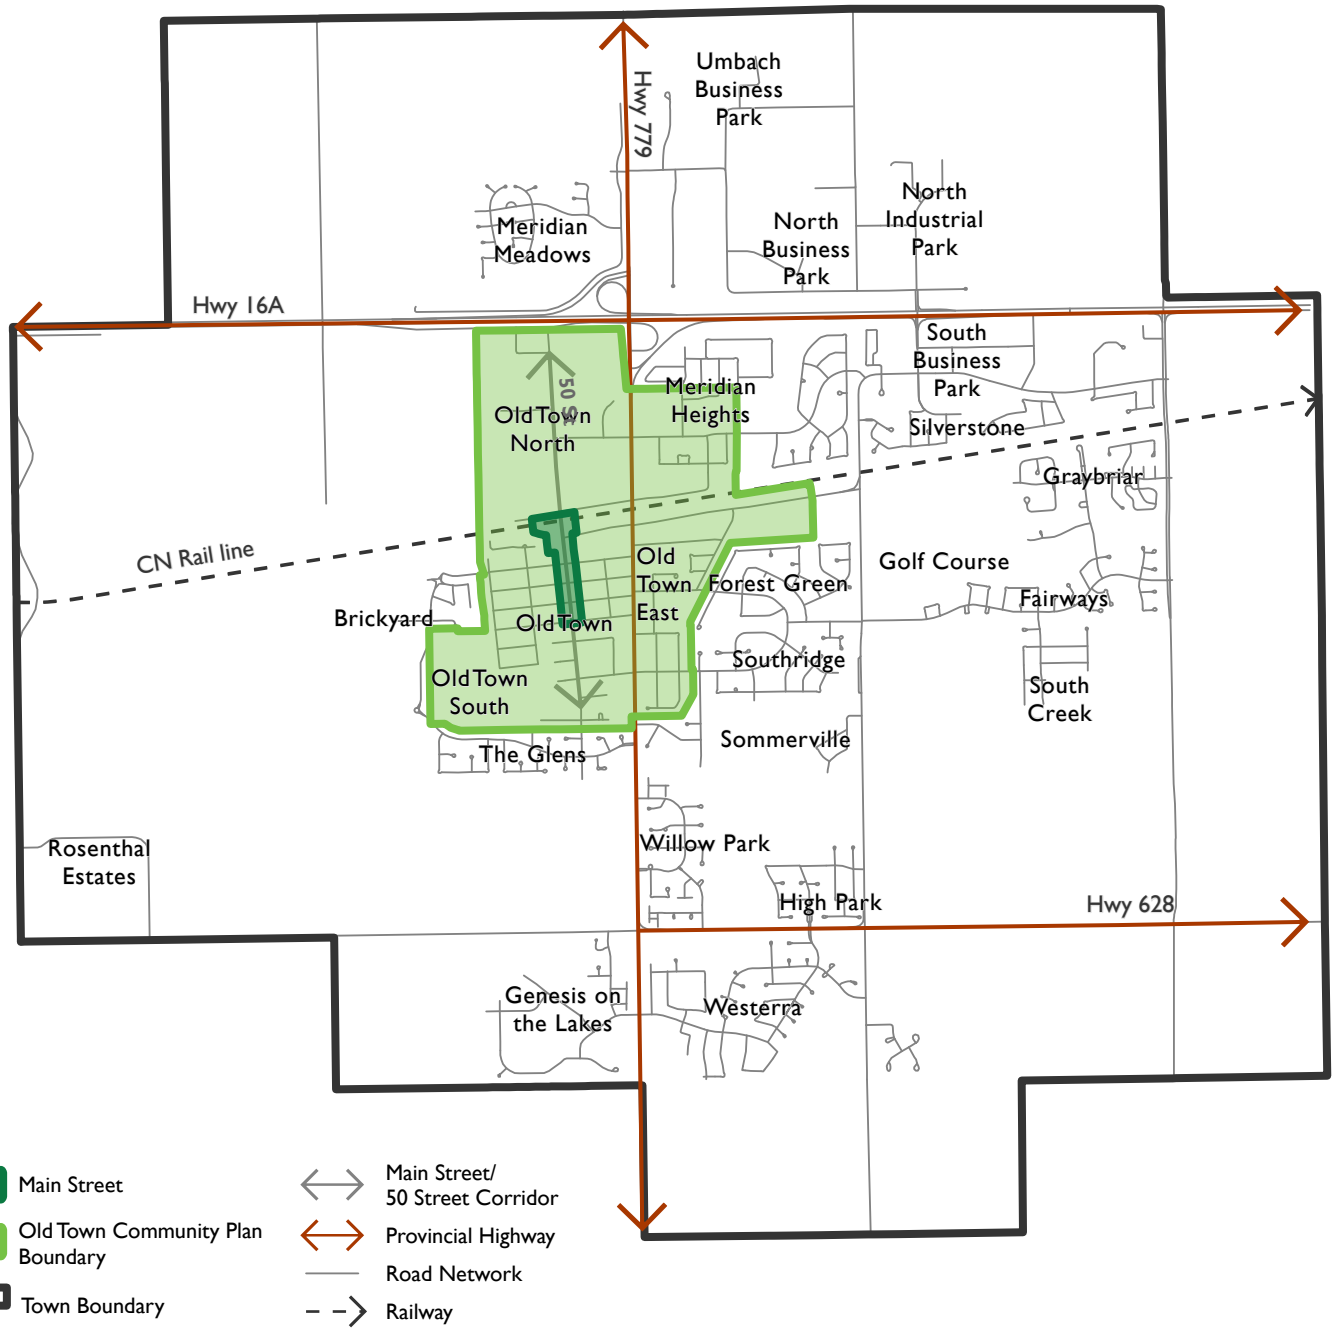 Umbach
Business
Park
Hwy 779
North
Industrial
Park
North
Business
Park
Meridian
Meadows
Hwy 16A
South
Business
Park
Meridian
Heights
50 St
Old Town
North
Silverstone
Graybriar
CN Rail line
Old
Town
East
Golf Course
Forest Green
Fairways
Brickyard
Old Town
Southridge
Old Town
South
South
Creek
Sommerville
The Glens
Willow Park
Rosenthal
Estates
High Park
Hwy 628
Genesis on
the Lakes
Westerra
Main Street
Old Town Community Plan
Boundary
Town Boundary
Main Street/
50 Street Corridor
Provincial Highway
Road Network
Railway